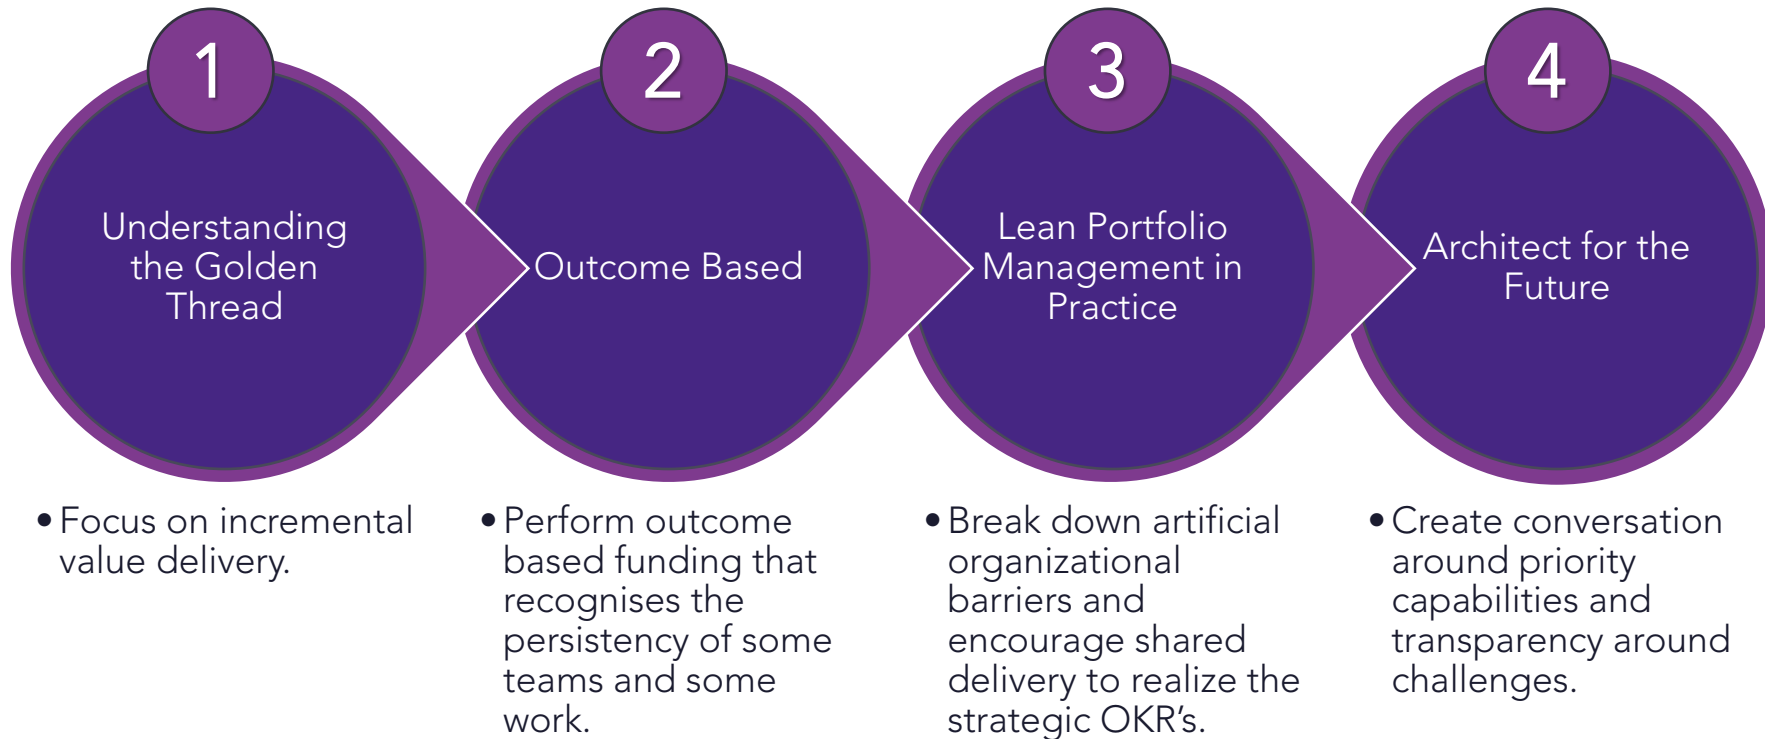 1
Understanding
the Golden
Thread
• Focus on incremental
value delivery.
2
Outcome Based
• Perform outcome
based funding that
recognises the
persistency of some
teams and some
work.
3
Lean Portfolio
Management in
Practice
• Break down artificial
organizational
barriers and
encourage shared
delivery to realize the
strategic OKR’s.
4
Architect for the
Future
• Create conversation
around priority
capabilities and
transparency around
challenges.